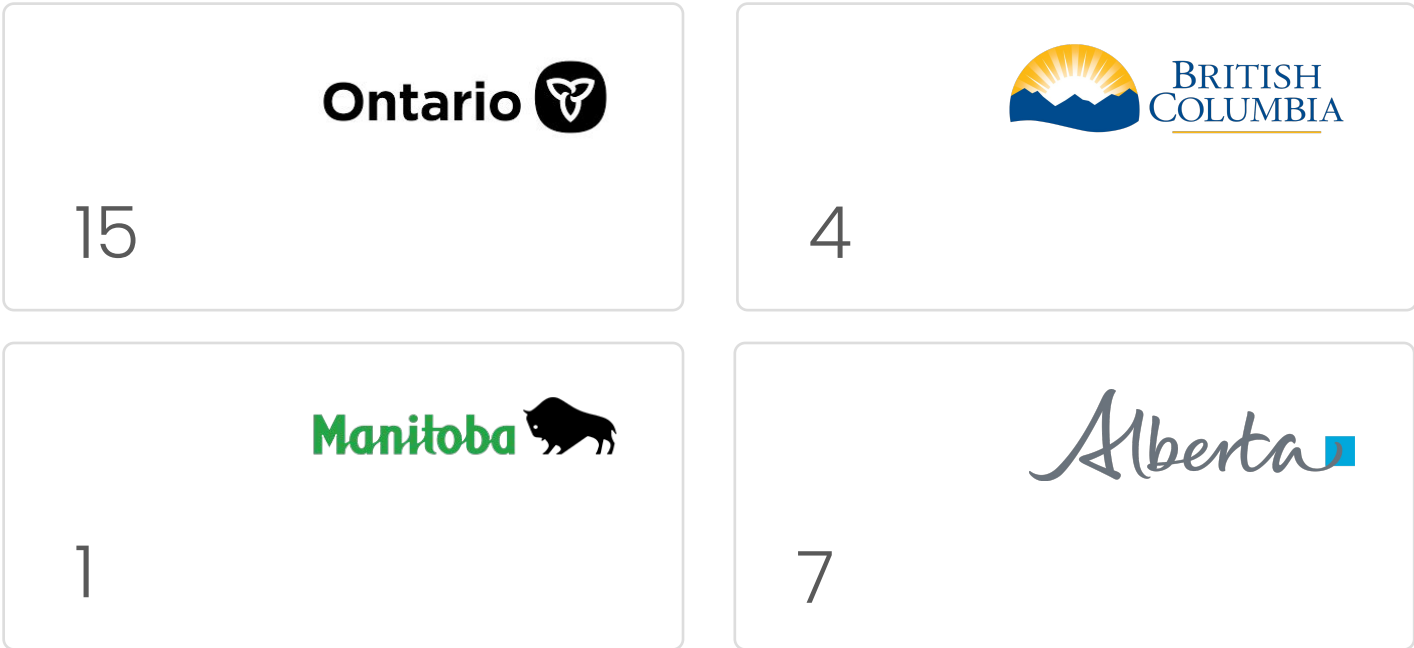 Ontario
15
BRITISH
COLUMBIA
4
Manitoba
1
Alberta
7